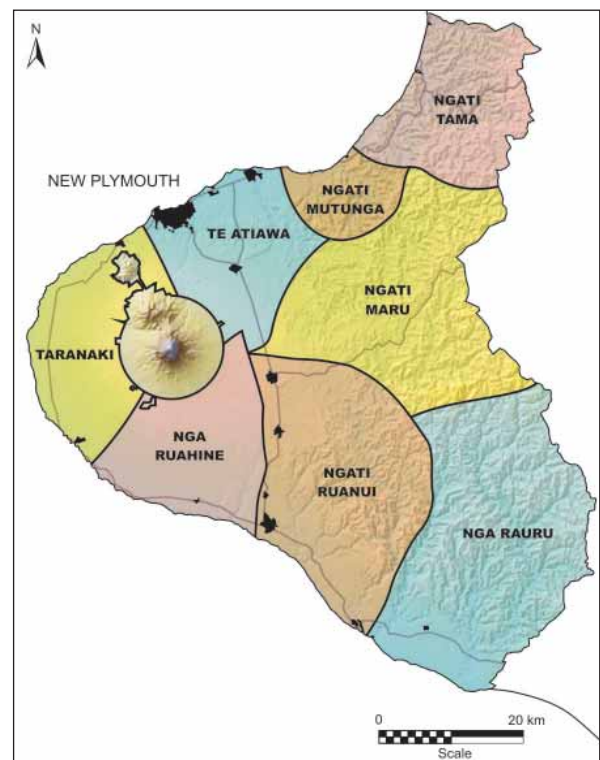 N
NGATI
TAMA
NEW PLYMOUTH
NGATI
MUTUNGA
TE ATIAWA
NGATI
MARU
TARANAKI
NGA
RUAHINE
NGATI
RUANUI
NGA RAURU
0 20 km
Scale